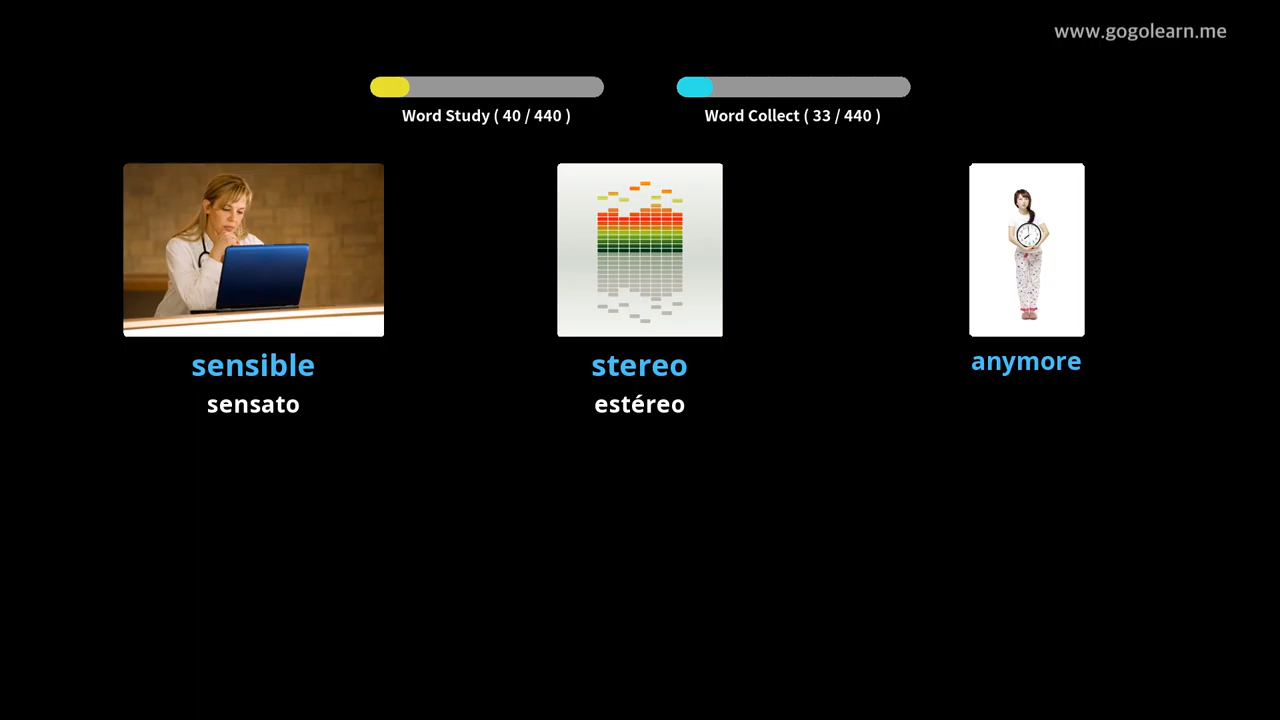 www.gogolearn.me
Word Study ( 40 / 440 )
Word Collect ( 33 / 440 )
sensible
sensato
stereo
estéreo
anymore